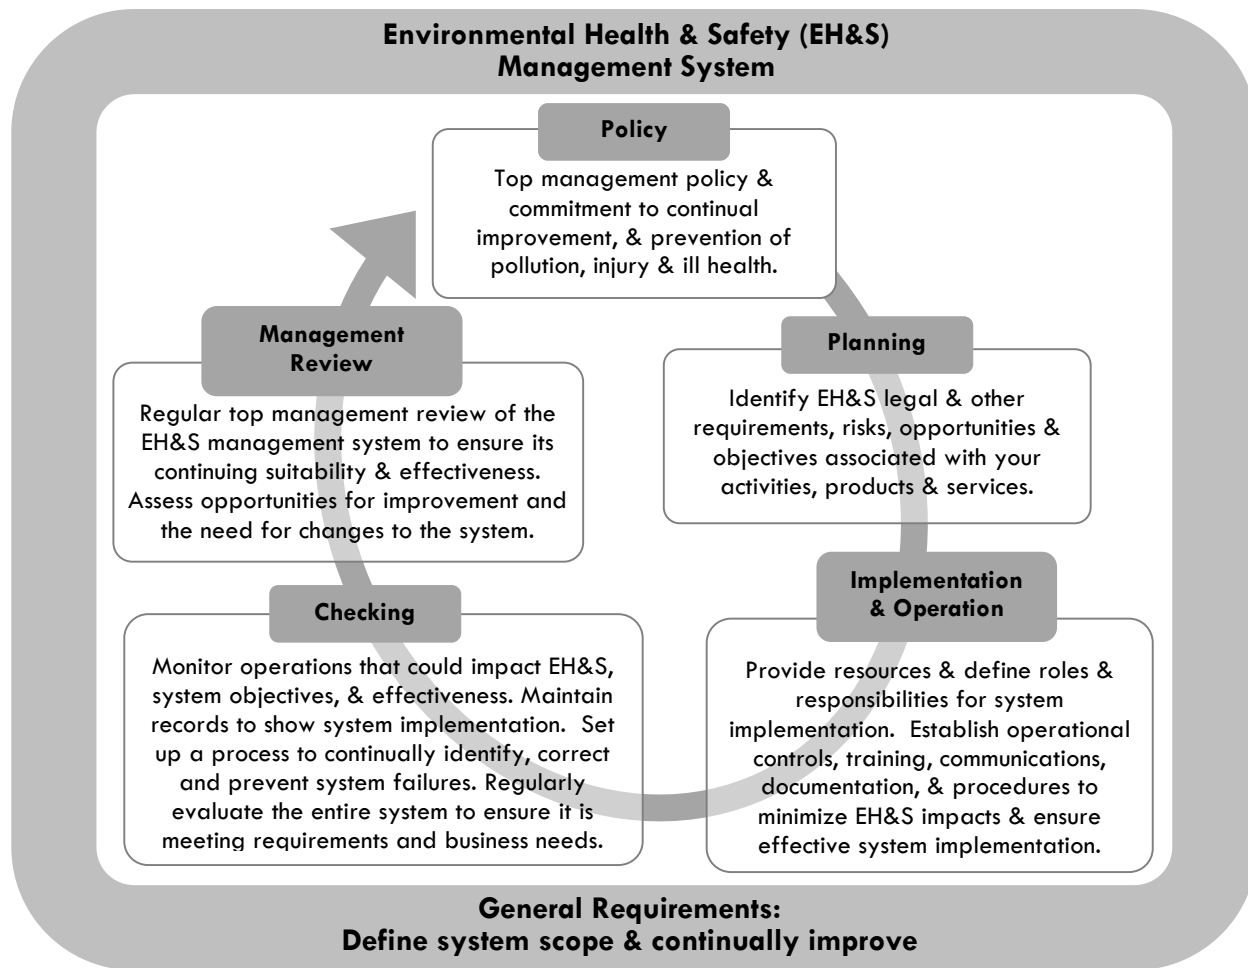 Environmental Health & Safety (EH&S)
Management System
Policy
Top management policy &
commitment to continual
improvement, & prevention of
pollution, injury & ill health.
Planning
Identify EH&S legal & other
requirements, risks, opportunities &
objectives associated with your
activities, products & services.
Implementation
& Operation
Provide resources & define roles &
responsibilities for system
implementation.  Establish operational
controls, training, communications,
documentation, & procedures to
minimize EH&S impacts & ensure
effective system implementation.
Checking
Monitor operations that could impact EH&S,
system objectives, & effectiveness. Maintain
records to show system implementation.  Set
up a process to continually identify, correct
and prevent system failures. Regularly
evaluate the entire system to ensure it is
meeting requirements and business needs.
Management
Review
Regular top management review of the
EH&S management system to ensure its
continuing suitability & effectiveness.
Assess opportunities for improvement and
the need for changes to the system.
General Requirements:
Define system scope & continually improve